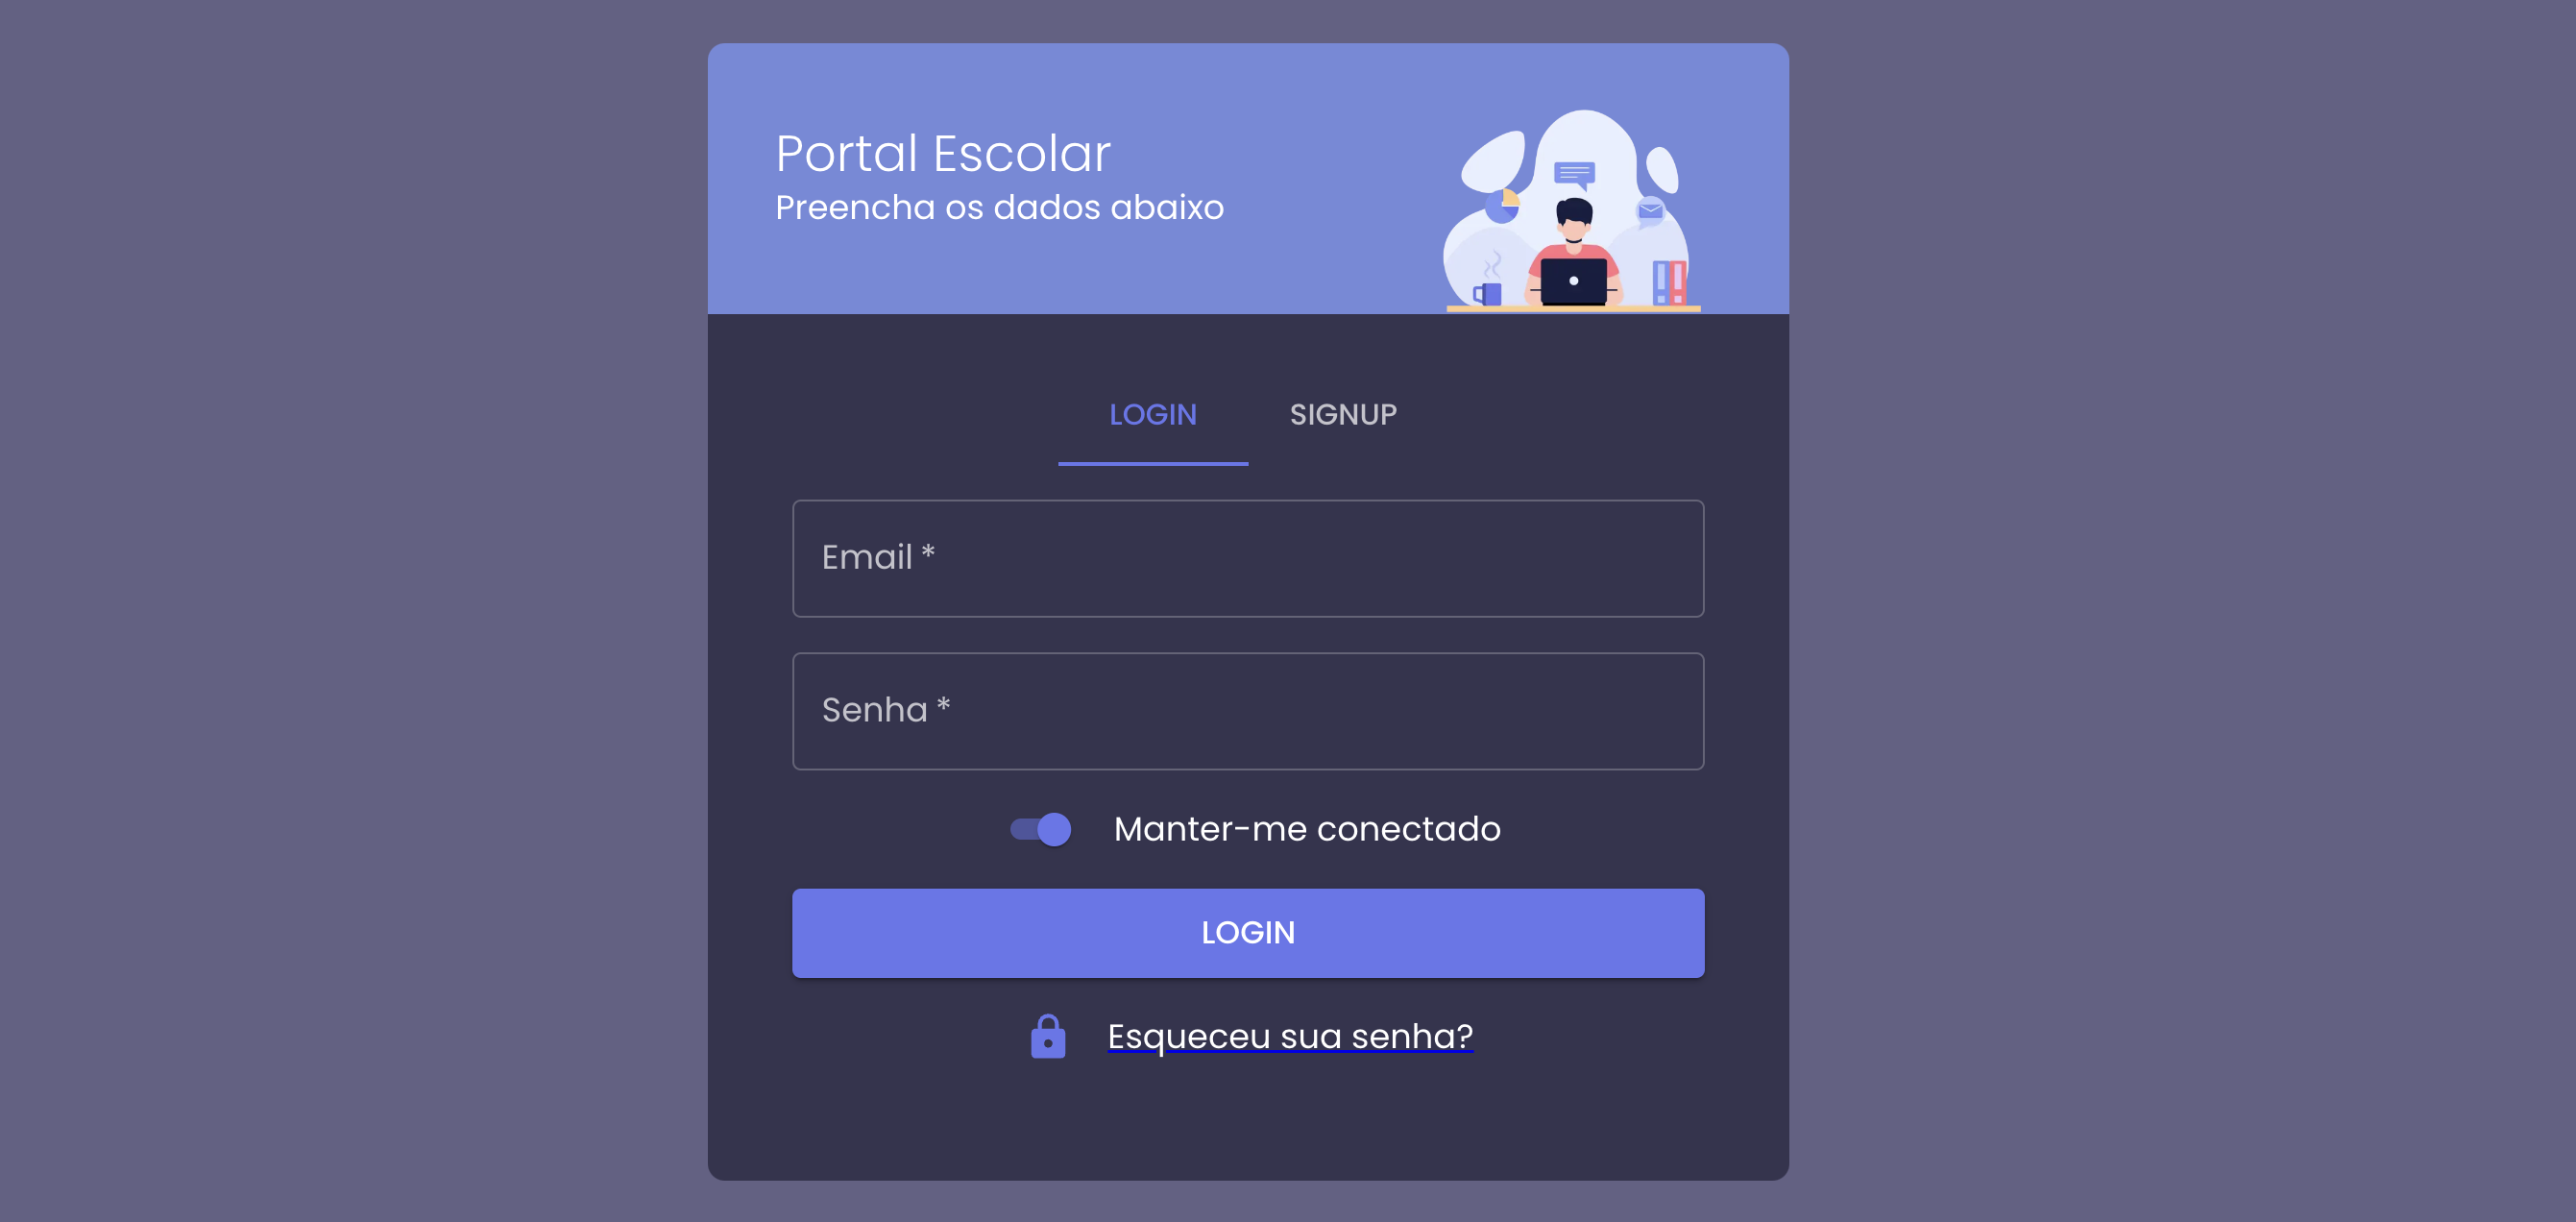 Portal Escolar
Preencha os dados abaixo
LOGIN SIGNUP
Email *
Senha *
Manter-me conectado
LOGIN
Esqueceu sua senha?